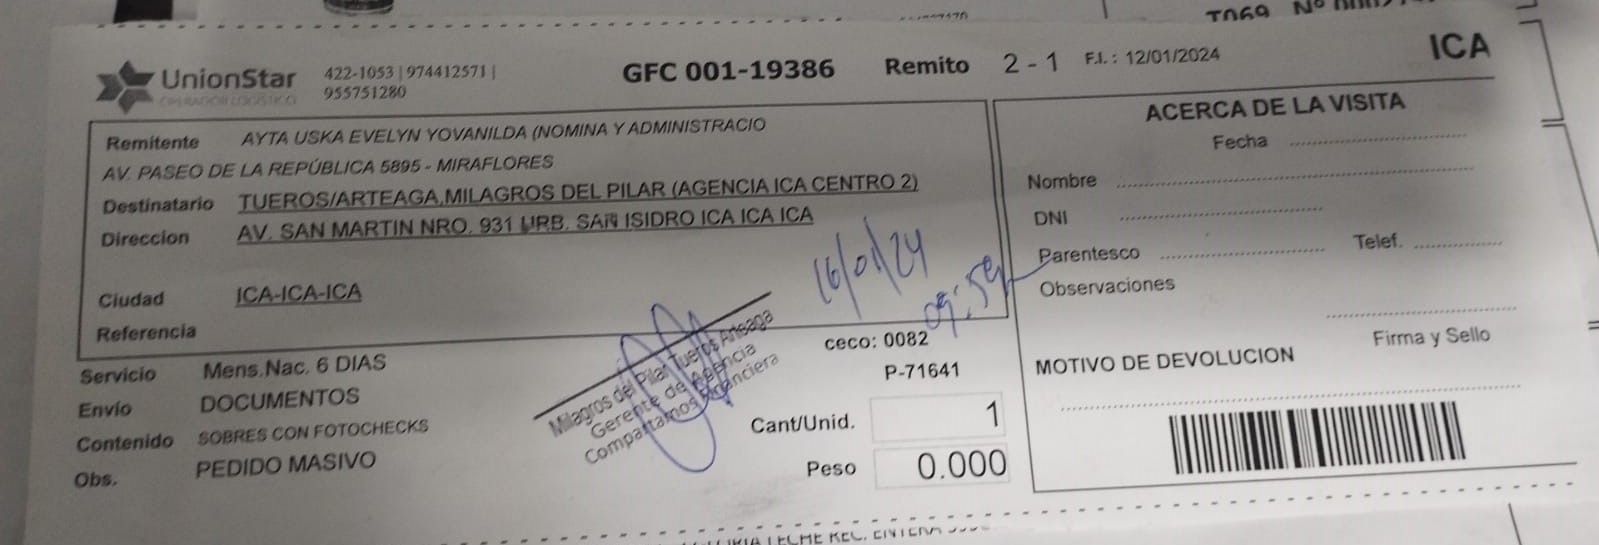 T069 Nº
UnionStar
OPERADOR LOGISTICO
422-1053 | 974412571 |
955751280
GFC 001-19386 Remito 2 - 1 F.I. : 12/01/2024
ICA
Remitente AYTA USKA EVELYN YOVANILDA (NOMINA Y ADMINISTRACIO
AV. PASEO DE LA REPÚBLICA 5895 - MIRAFLORES
Destinatario TUEROS/ARTEAGA,MILAGROS DEL PILAR (AGENCIA ICA CENTRO 2)
Direccion AV. SAN MARTIN NRO. 931 URB. SAN ISIDRO ICA ICA ICA
Ciudad ICA-ICA-ICA
Referencia
16/01/24
09:59
Servicio Mens.Nac. 6 DIAS
Envio DOCUMENTOS
Contenido SOBRES CON FOTOCHECKS
Obs. PEDIDO MASIVO
Milagros del Pilar Tueros Arteaga
Gerente de Agencia
Compartamos Financiera
ceco: 0082
P-71641
Cant/Unid. 1
Peso 0.000
ACERCA DE LA VISITA
Fecha
Nombre
DNI
Parentesco Telef.
Observaciones
Firma y Sello
MOTIVO DE DEVOLUCION